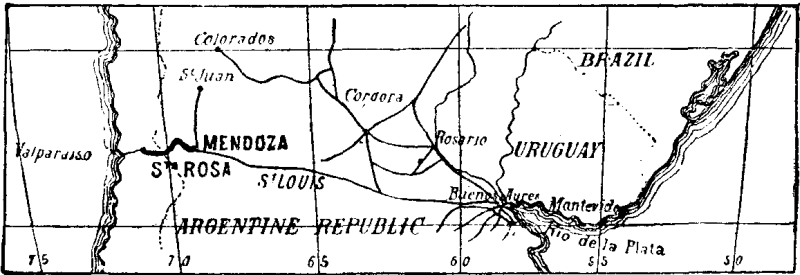 Colorados
BRAZIL
St Juan
Cordora
Rosario
Valparaiso
MENDOZA
URUGUAY
St ROSA
St LOUIS
Buenos Ayres
Montevideo
ARGENTINE REPUBLIC
Rio de la Plata
75
70
65
60
55
50